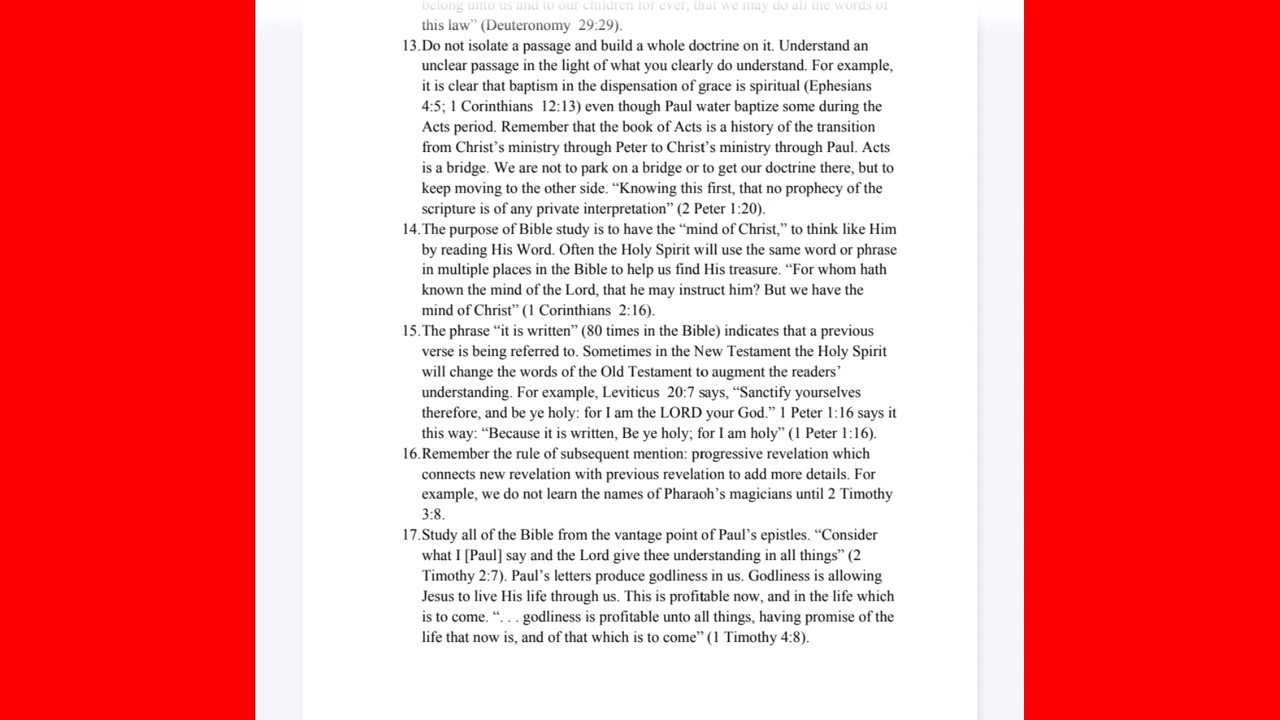 belong unto us and to our children for ever, that we may do all the words of
this law” (Deuteronomy 29:29).
13.Do not isolate a passage and build a whole doctrine on it. Understand an
unclear passage in the light of what you clearly do understand. For example,
it is clear that baptism in the dispensation of grace is spiritual (Ephesians
4:5; 1 Corinthians 12:13) even though Paul water baptize some during the
Acts period. Remember that the book of Acts is a history of the transition
from Christ’s ministry through Peter to Christ’s ministry through Paul. Acts
is a bridge. We are not to park on a bridge or to get our doctrine there, but to
keep moving to the other side. “Knowing this first, that no prophecy of the
scripture is of any private interpretation” (2 Peter 1:20).
14.The purpose of Bible study is to have the “mind of Christ,” to think like Him
by reading His Word. Often the Holy Spirit will use the same word or phrase
in multiple places in the Bible to help us find His treasure. “For whom hath
known the mind of the Lord, that he may instruct him? But we have the
mind of Christ” (1 Corinthians 2:16).
15.The phrase “it is written” (80 times in the Bible) indicates that a previous
verse is being referred to. Sometimes in the New Testament the Holy Spirit
will change the words of the Old Testament to augment the readers’
understanding. For example, Leviticus 20:7 says, “Sanctify yourselves
therefore, and be ye holy: for I am the LORD your God.” 1 Peter 1:16 says it
this way: “Because it is written, Be ye holy; for I am holy” (1 Peter 1:16).
16.Remember the rule of subsequent mention: progressive revelation which
connects new revelation with previous revelation to add more details. For
example, we do not learn the names of Pharaoh’s magicians until 2 Timothy
3:8.
17.Study all of the Bible from the vantage point of Paul’s epistles. “Consider
what I [Paul] say and the Lord give thee understanding in all things” (2
Timothy 2:7). Paul’s letters produce godliness in us. Godliness is allowing
Jesus to live His life through us. This is profitable now, and in the life which
is to come. “. . . godliness is profitable unto all things, having promise of the
life that now is, and of that which is to come” (1 Timothy 4:8).